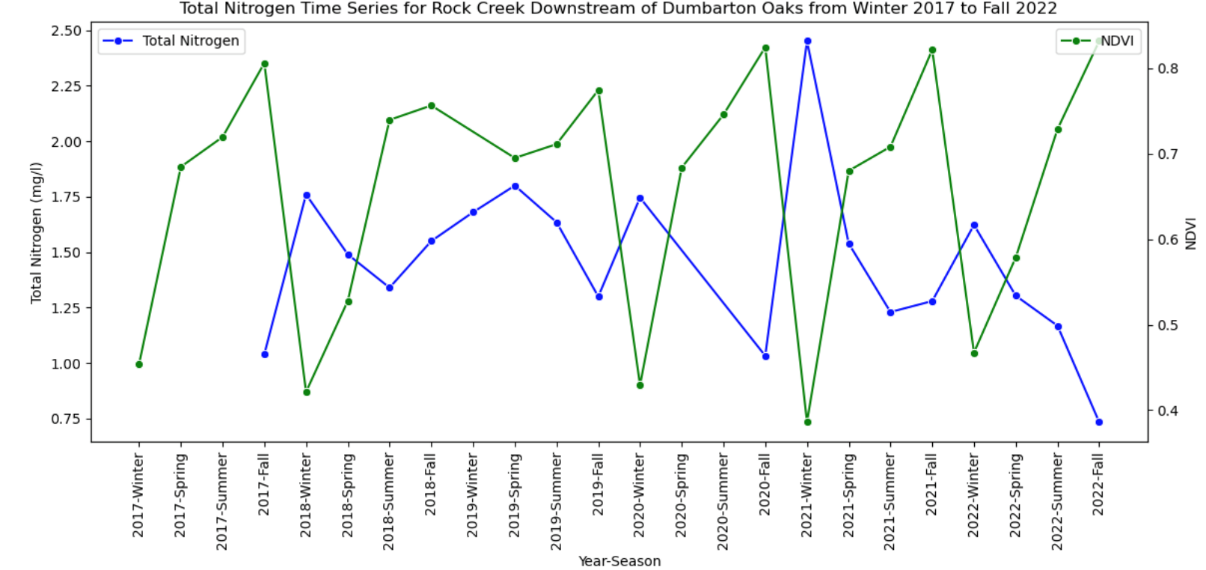 Total Nitrogen Time Series for Rock Creek Downstream of Dumbarton Oaks from Winter 2017 to Fall 2022
Total Nitrogen
NDVI
Total Nitrogen (mg/l)
2.50
2.25
2.00
1.75
1.50
1.25
1.00
0.75
NDVI
0.8
0.7
0.6
0.5
0.4
2017-Winter
2017-Spring
2017-Summer
2017-Fall
2018-Winter
2018-Spring
2018-Summer
2018-Fall
2019-Winter
2019-Spring
2019-Summer
2019-Fall
2020-Winter
2020-Spring
2020-Summer
2020-Fall
2021-Winter
2021-Spring
2021-Summer
2021-Fall
2022-Winter
2022-Spring
2022-Summer
2022-Fall
Year-Season